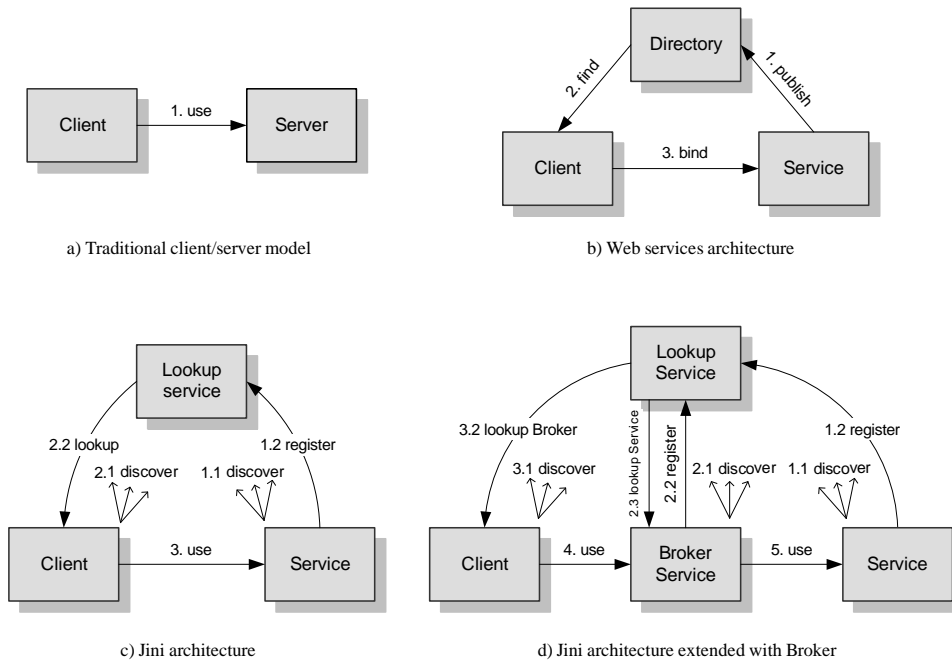 Client
1. use
Server
a) Traditional client/server model
Directory
2. find
1. publish
Client
3. bind
Service
b) Web services architecture
Lookup
service
2.2 lookup
1.2 register
2.1 discover
1.1 discover
Client
3. use
Service
c) Jini architecture
Lookup
Service
3.2 lookup Broker
1.2 register
3.1 discover
2.3 lookup Service
2.2 register
2.1 discover
1.1 discover
Client
4. use
Broker
Service
5. use
Service
d) Jini architecture extended with Broker